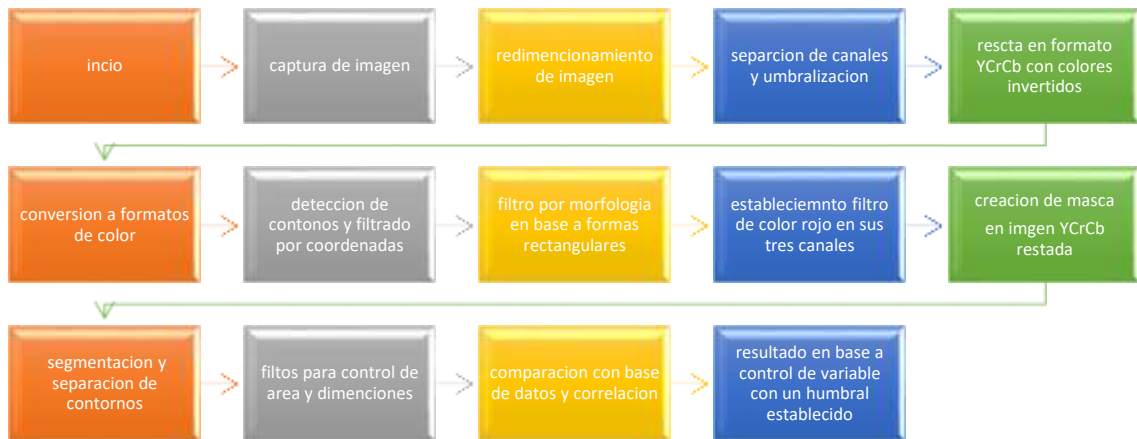 incio
captura de imagen
redimencionamiento
de imagen
separcion de canales
y umbralizacion
rescta en formato
YCrCb con colores
invertidos
conversion a formatos
de color
deteccion de
contonos y filtrado
por coordenadas
filtro por morfologia
en base a formas
rectangulares
estableciemnto filtro
de color rojo en sus
tres canales
creacion de masca
en imgen YCrCb
restada
segmentacion y
separacion de
contornos
filtos para control de
area y dimenciones
comparacion con base
de datos y correlacion
resultado en base a
control de variable
con un humbral
establecido